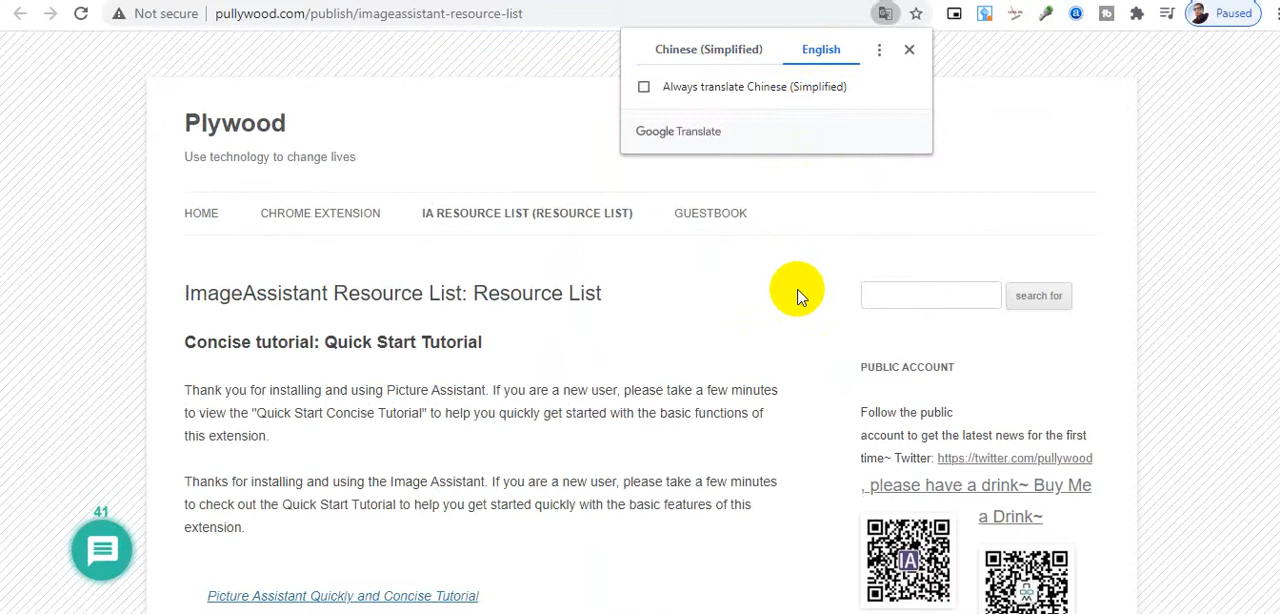 Not secure | pullywood.com/publish/imageassistant-resource-list
Paused
Chinese (Simplified) English
Always translate Chinese (Simplified)
Google Translate
Plywood
Use technology to change lives
HOME CHROME EXTENSION IA RESOURCE LIST (RESOURCE LIST) GUESTBOOK
ImageAssistant Resource List: Resource List
Concise tutorial: Quick Start Tutorial
Thank you for installing and using Picture Assistant. If you are a new user, please take a few minutes
to view the "Quick Start Concise Tutorial" to help you quickly get started with the basic functions of
this extension.
Thanks for installing and using the Image Assistant. If you are a new user, please take a few minutes
to check out the Quick Start Tutorial to help you get started quickly with the basic features of this
extension.
Picture Assistant Quickly and Concise Tutorial
41
search for
PUBLIC ACCOUNT
Follow the public
account to get the latest news for the first
time~ Twitter: https://twitter.com/pullywood
, please have a drink~ Buy Me
a Drink~
IA